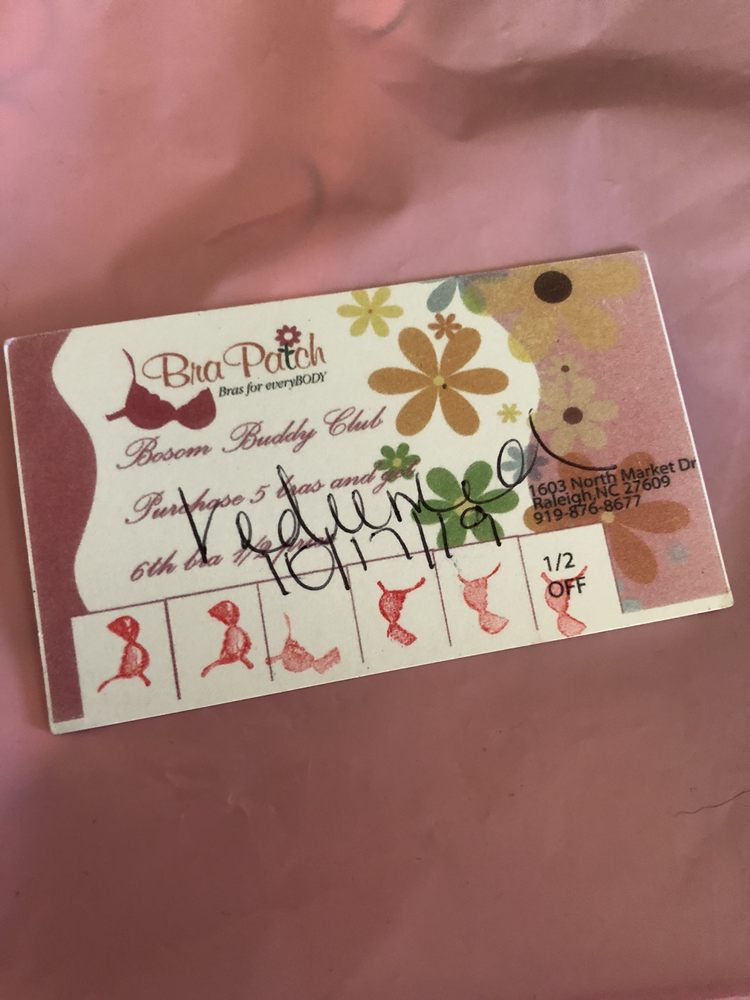 Bra Patch
Bras for everyBODY
Bosom Buddy Club
Purchase 5 bras and get
6th bra 1/2
redeemed
10/17/19
1603 North Market Dr
Raleigh, NC 27609
919-876-8677
1/2
OFF